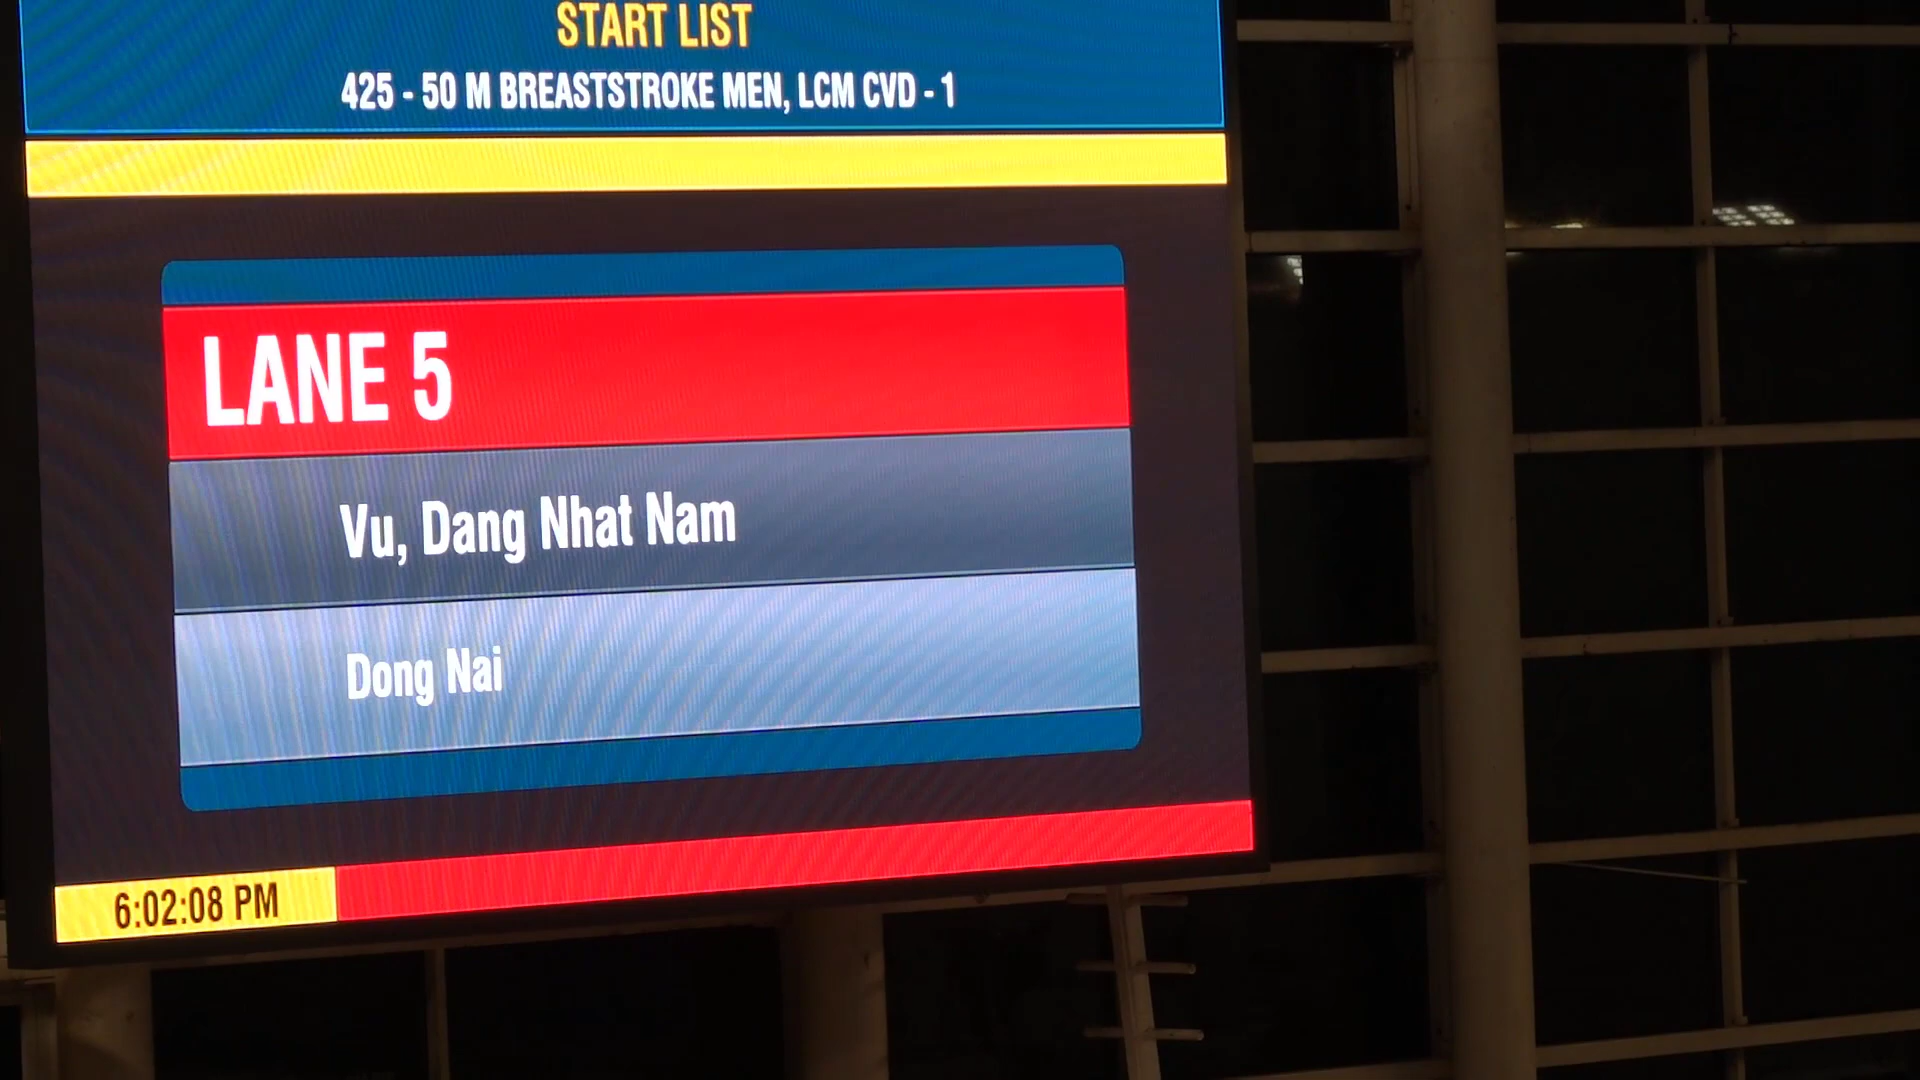 START LIST
425 - 50 M BREASTSTROKE MEN, LCM CVD - 1
LANE 5
Vu, Dang Nhat Nam
Dong Nai
6:02:08 PM